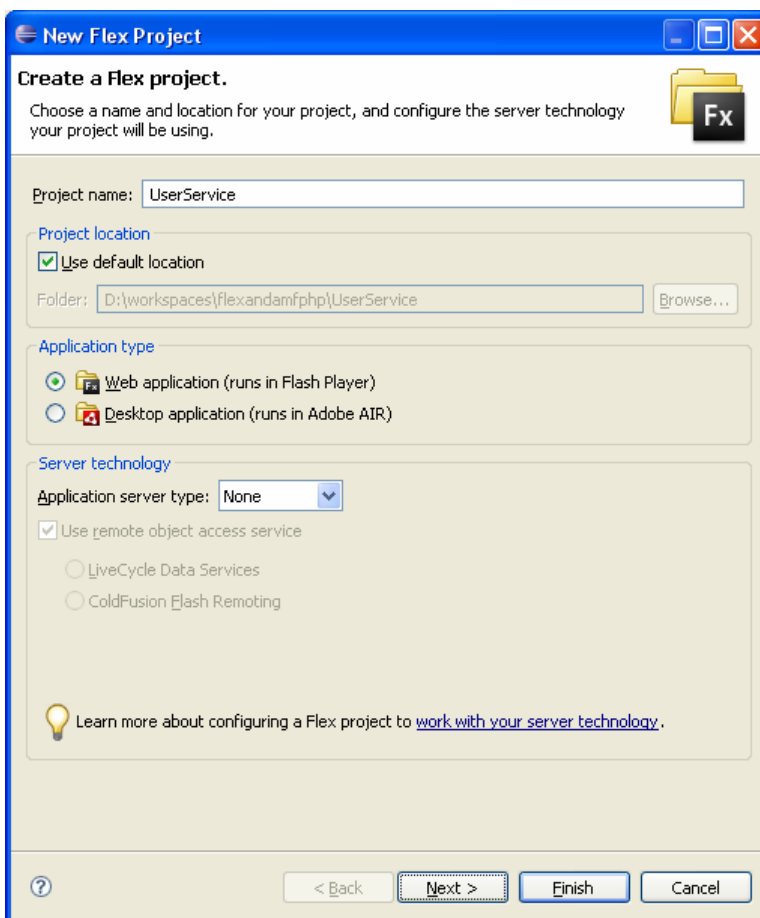 New Flex Project
Create a Flex project.
Choose a name and location for your project, and configure the server technology
your project will be using.
Fx
Project name: UserService
Project location
Use default location
Folder: D:\workspaces\flexandamfphp\UserService Browse...
Application type
Web application (runs in Flash Player)
Desktop application (runs in Adobe AIR)
Server technology
Application server type: None
Use remote object access service
LiveCycle Data Services
ColdFusion Flash Remoting
Learn more about configuring a Flex project to work with your server technology.
? < Back Next > Finish Cancel